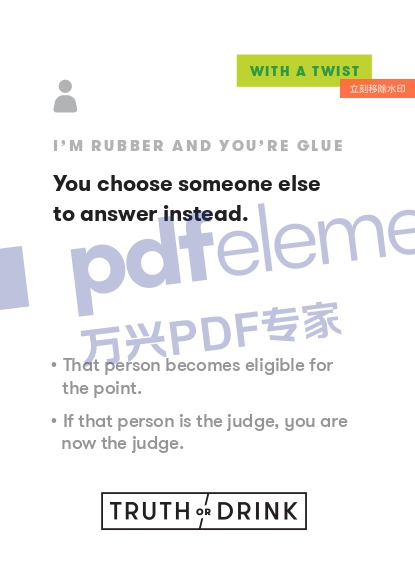 WITH A TWIST
立刻移除水印
I'M RUBBER AND YOU'RE GLUE
You choose someone else
to answer instead.
pdfelement
万兴PDF专家
• That person becomes eligible for
the point.
• If that person is the judge, you are
now the judge.
TRUTH OR DRINK